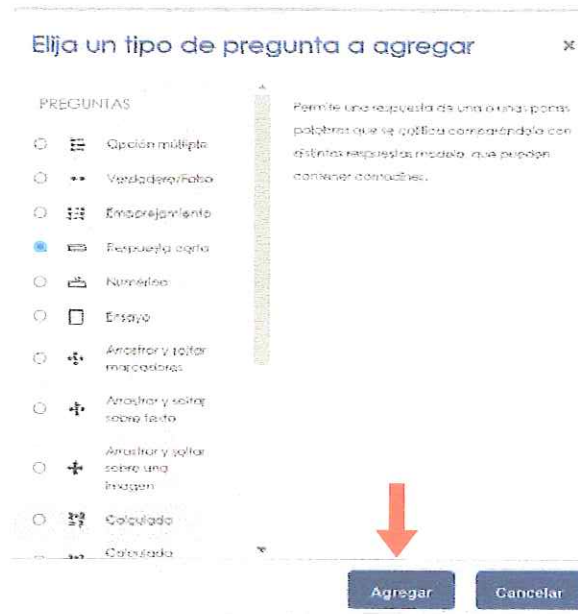 Elija un tipo de pregunta a agregar
×
PREGUNTAS
Opción múltiple
Verdadero/Falso
Emparejamiento
Respuesta corta
Numérico
Ensayo
Arrastrar y soltar
marcadores
Arrastrar y soltar
sobre texto
Arrastrar y soltar
sobre una
imagen
Calculada
Calculada
Permite una respuesta de una o unas pocas
palabras que se califica comparándola con
distintas respuestas modelo, que pueden
contener comodines.
Agregar
Cancelar